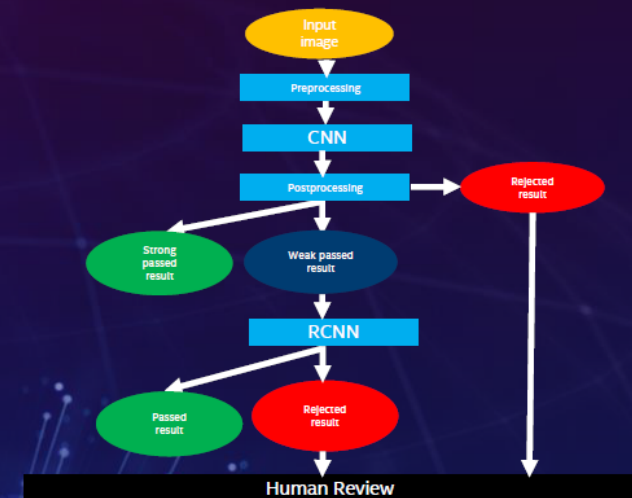 Input
image
Preprocessing
CNN
Postprocessing
Rejected
result
Strong
passed
result
Weak passed
result
RCNN
Passed
result
Rejected
result
Human Review